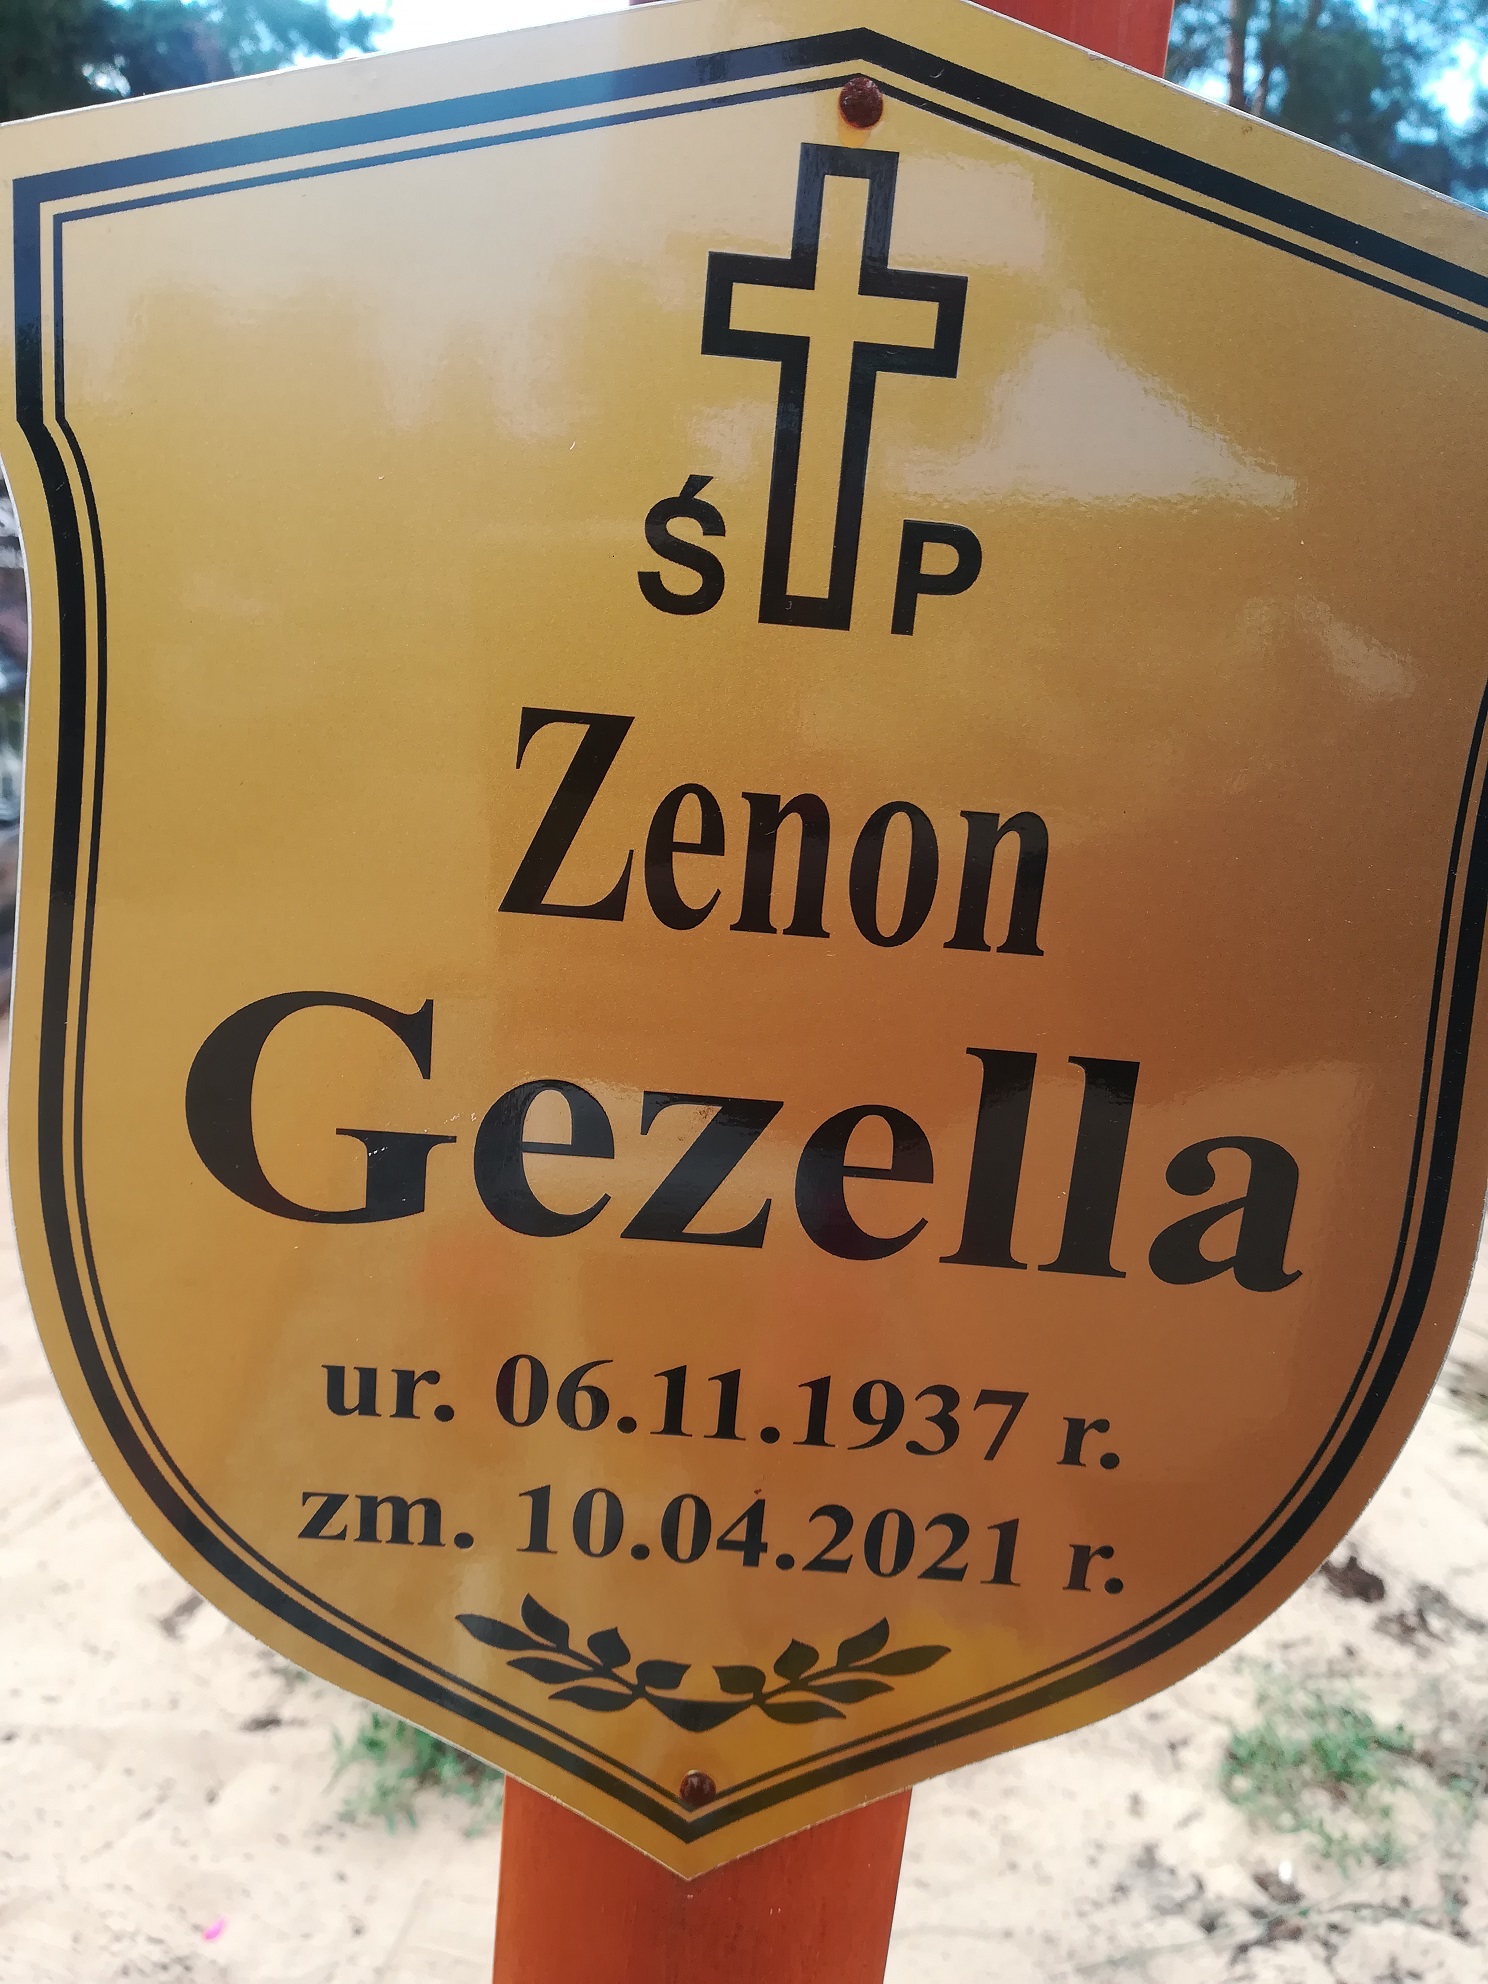 Ś P
Zenon
Gezella
ur. 06.11.1937 r.
zm. 10.04.2021 r.